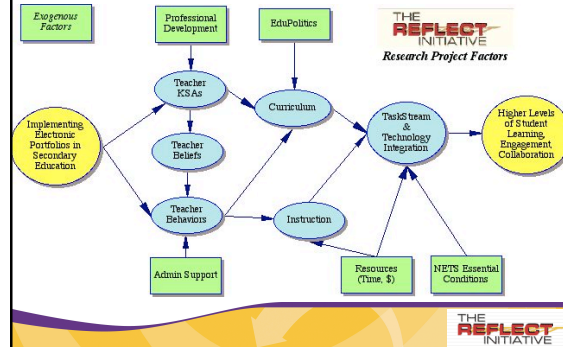 Exogenous
Factors
Professional
Development
EduPolitics
THE
REFLECT
INITIATIVE
Research Project Factors
Teacher
KSAs
Curriculum
Implementing
Electronic
Portfolios in
Secondary
Education
TaskStream
&
Technology
Integration
Higher Levels
of Student
Learning,
Engagement,
Collaboration
Teacher
Beliefs
Teacher
Behaviors
Instruction
Admin Support
Resources
(Time, $)
NETS Essential
Conditions
THE
REFLECT
INITIATIVE